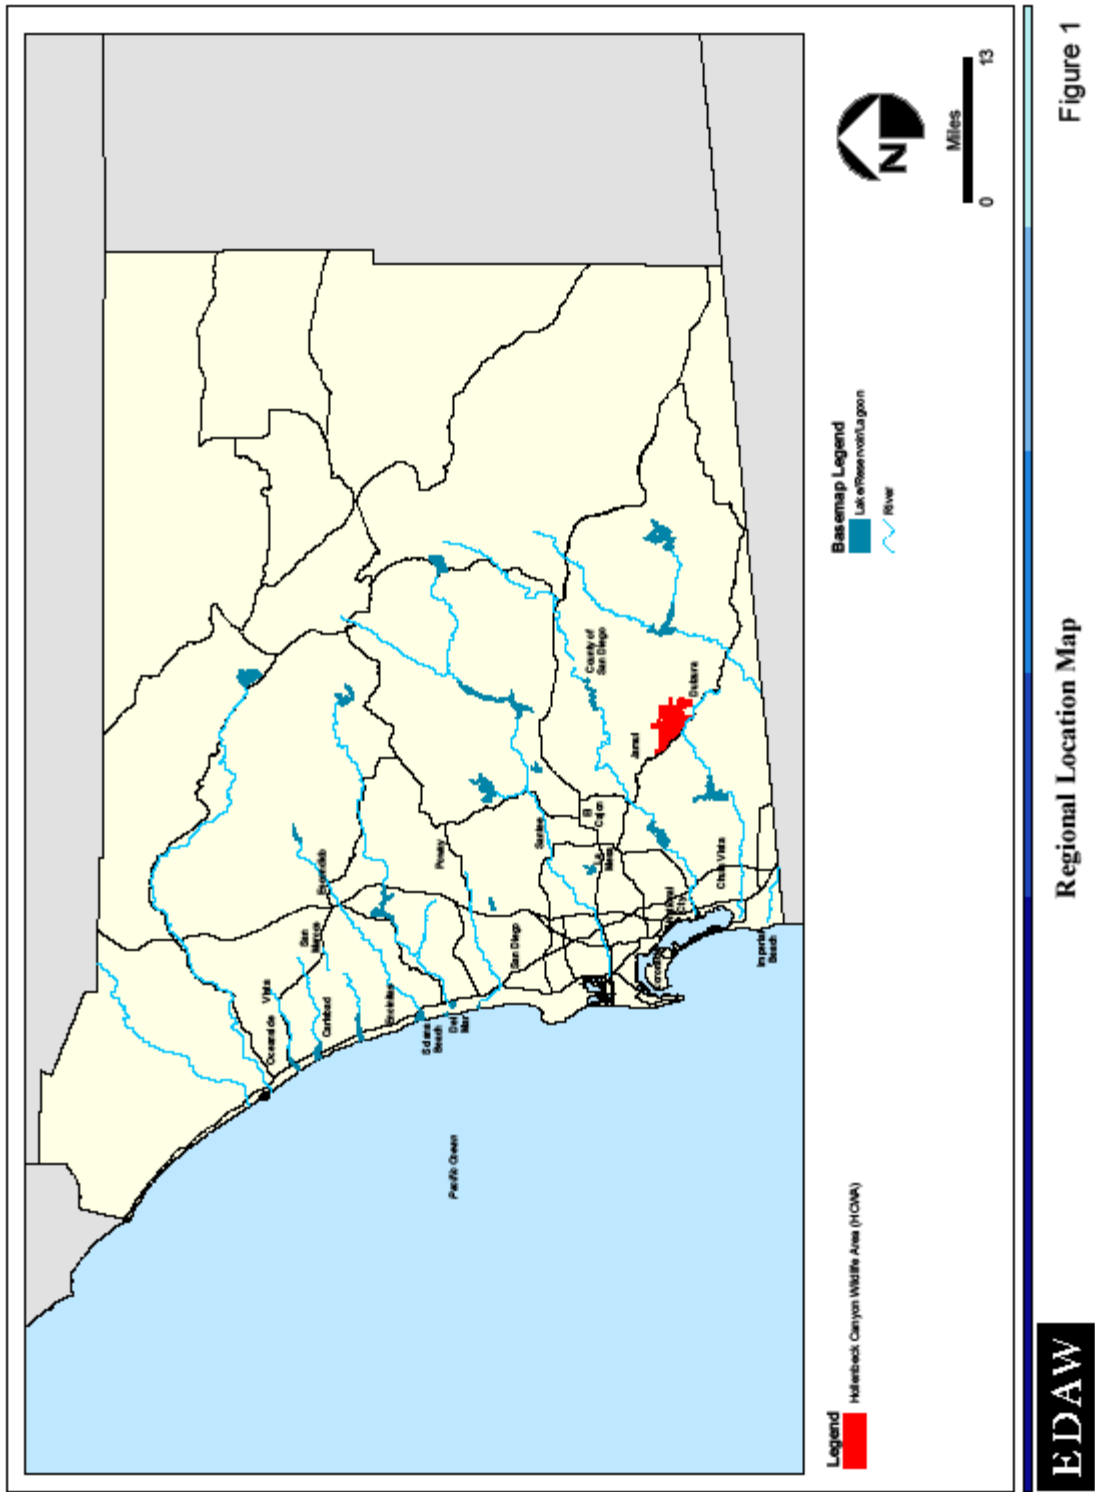 Oceanside
Vista
San
Marcos
Escondido
Carlsbad
Encinitas
Solana
Beach
Del
Mar
Poway
San Diego
Santee
El
Cajon
La
Mesa
County of
San Diego
Jamul
Dulzura
National
City
Coronado
Chula Vista
Imperial
Beach
Pacific Ocean
Legend
Hollenbeck Canyon Wildlife Area (HCWA)
Basemap Legend
Lake/Reservoir/Lagoon
River
N
Miles
0
13
EDAW
Regional Location Map
Figure 1